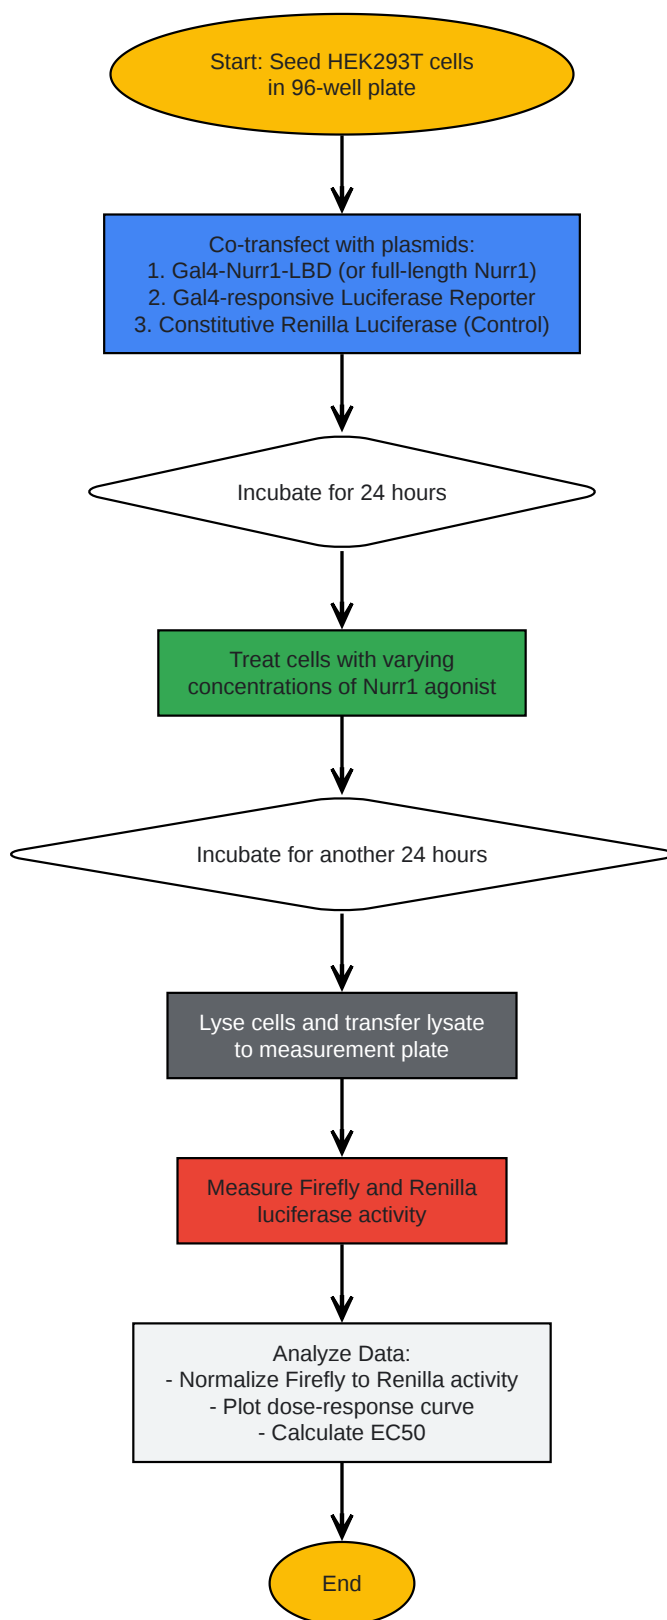 Start: Seed HEK293T cells
in 96-well plate
Co-transfect with plasmids:
1. Gal4-Nurr1-LBD (or full-length Nurr1)
2. Gal4-responsive Luciferase Reporter
3. Constitutive Renilla Luciferase (Control)
Incubate for 24 hours
Treat cells with varying
concentrations of Nurr1 agonist
Incubate for another 24 hours
Lyse cells and transfer lysate
to measurement plate
Measure Firefly and Renilla
luciferase activity
Analyze Data:
- Normalize Firefly to Renilla activity
- Plot dose-response curve
- Calculate EC50
End